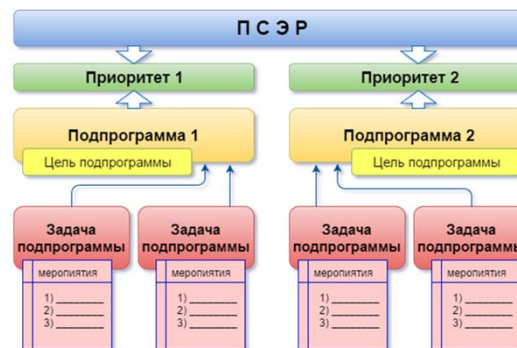 П С Э Р
Приоритет 1
Приоритет 2
Подпрограмма 1
Цель подпрограммы
Подпрограмма 2
Цель подпрограммы
Задача
подпрограммы
мероприятия
1) ________
2) ________
3) ________
Задача
подпрограммы
мероприятия
1) ________
2) ________
3) ________
Задача
подпрограммы
мероприятия
1) ________
2) ________
3) ________
Задача
подпрограммы
мероприятия
1) ________
2) ________
3) ________